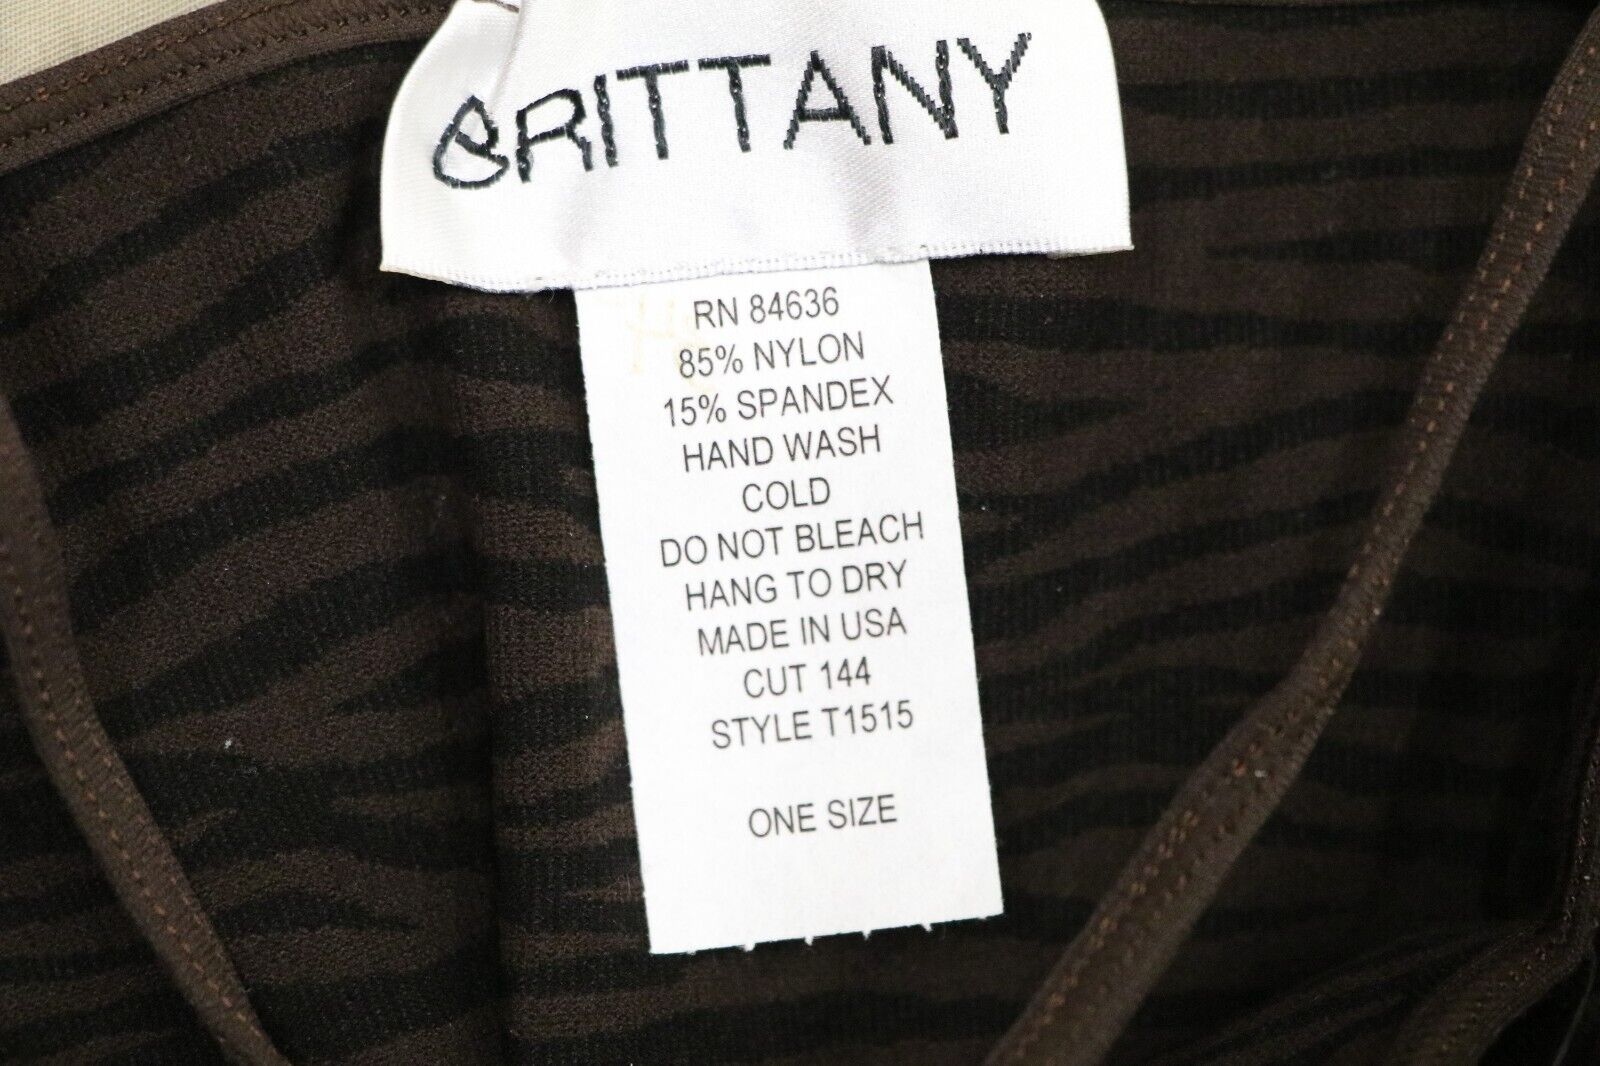 BRITTANY
RN 84636
85% NYLON
15% SPANDEX
HAND WASH
COLD
DO NOT BLEACH
HANG TO DRY
MADE IN USA
CUT 144
STYLE T1515
ONE SIZE